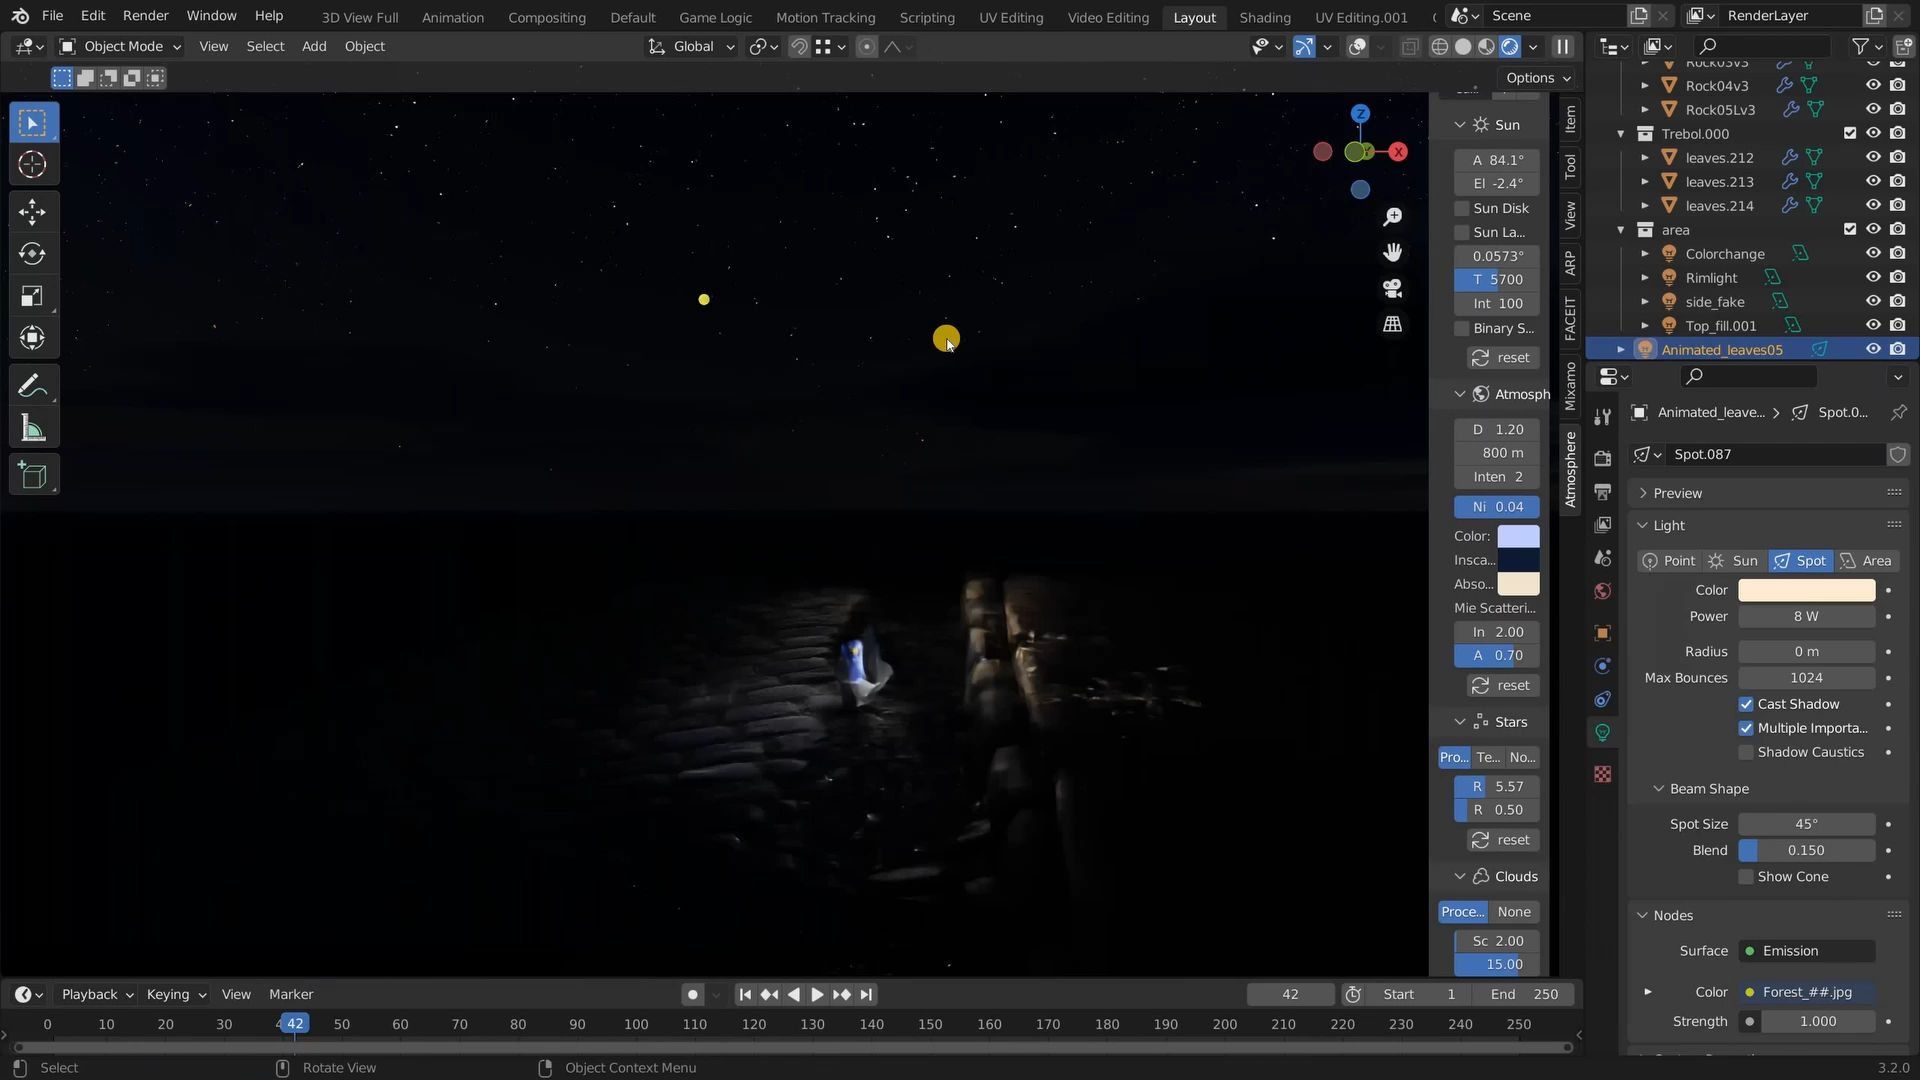 File Edit Render Window Help 3D View Full Animation Compositing Default Game Logic Motion Tracking Scripting UV Editing Video Editing Layout Shading UV Editing.001 Scene RenderLayer
Object Mode View Select Add Object Global
Options
Sun
A 84.1°
El -2.4°
Sun Disk
Sun La...
0.0573°
T 5700
Int 100
Binary S...
reset
Atmosph
D 1.20
800 m
Inten 2
Ni 0.04
Color:
Insca...
Abso...
Mie Scatteri...
In 2.00
A 0.70
reset
Stars
Pro... Te... No...
R 5.57
R 0.50
reset
Clouds
Proce... None
Sc 2.00
15.00
Item
Tool
View
ARP
FACEIT
Mixamo
Atmosphere
Z
Y
X
Rock03v3
Rock04v3
Rock05Lv3
Trebol.000
leaves.212
leaves.213
leaves.214
area
Colorchange
Rimlight
side_fake
Top_fill.001
Animated_leaves05
Animated_leave... Spot.0...
Spot.087
Preview
Light
Point Sun Spot Area
Color
Power 8 W
Radius 0 m
Max Bounces 1024
Cast Shadow
Multiple Importa...
Shadow Caustics
Beam Shape
Spot Size 45°
Blend 0.150
Show Cone
Nodes
Surface Emission
Color Forest_##.jpg
Strength 1.000
Playback Keying View Marker 42 Start 1 End 250
0 10 20 30 42 50 60 70 80 90 100 110 120 130 140 150 160 170 180 190 200 210 220 230 240 250
Select Rotate View Object Context Menu 3.2.0